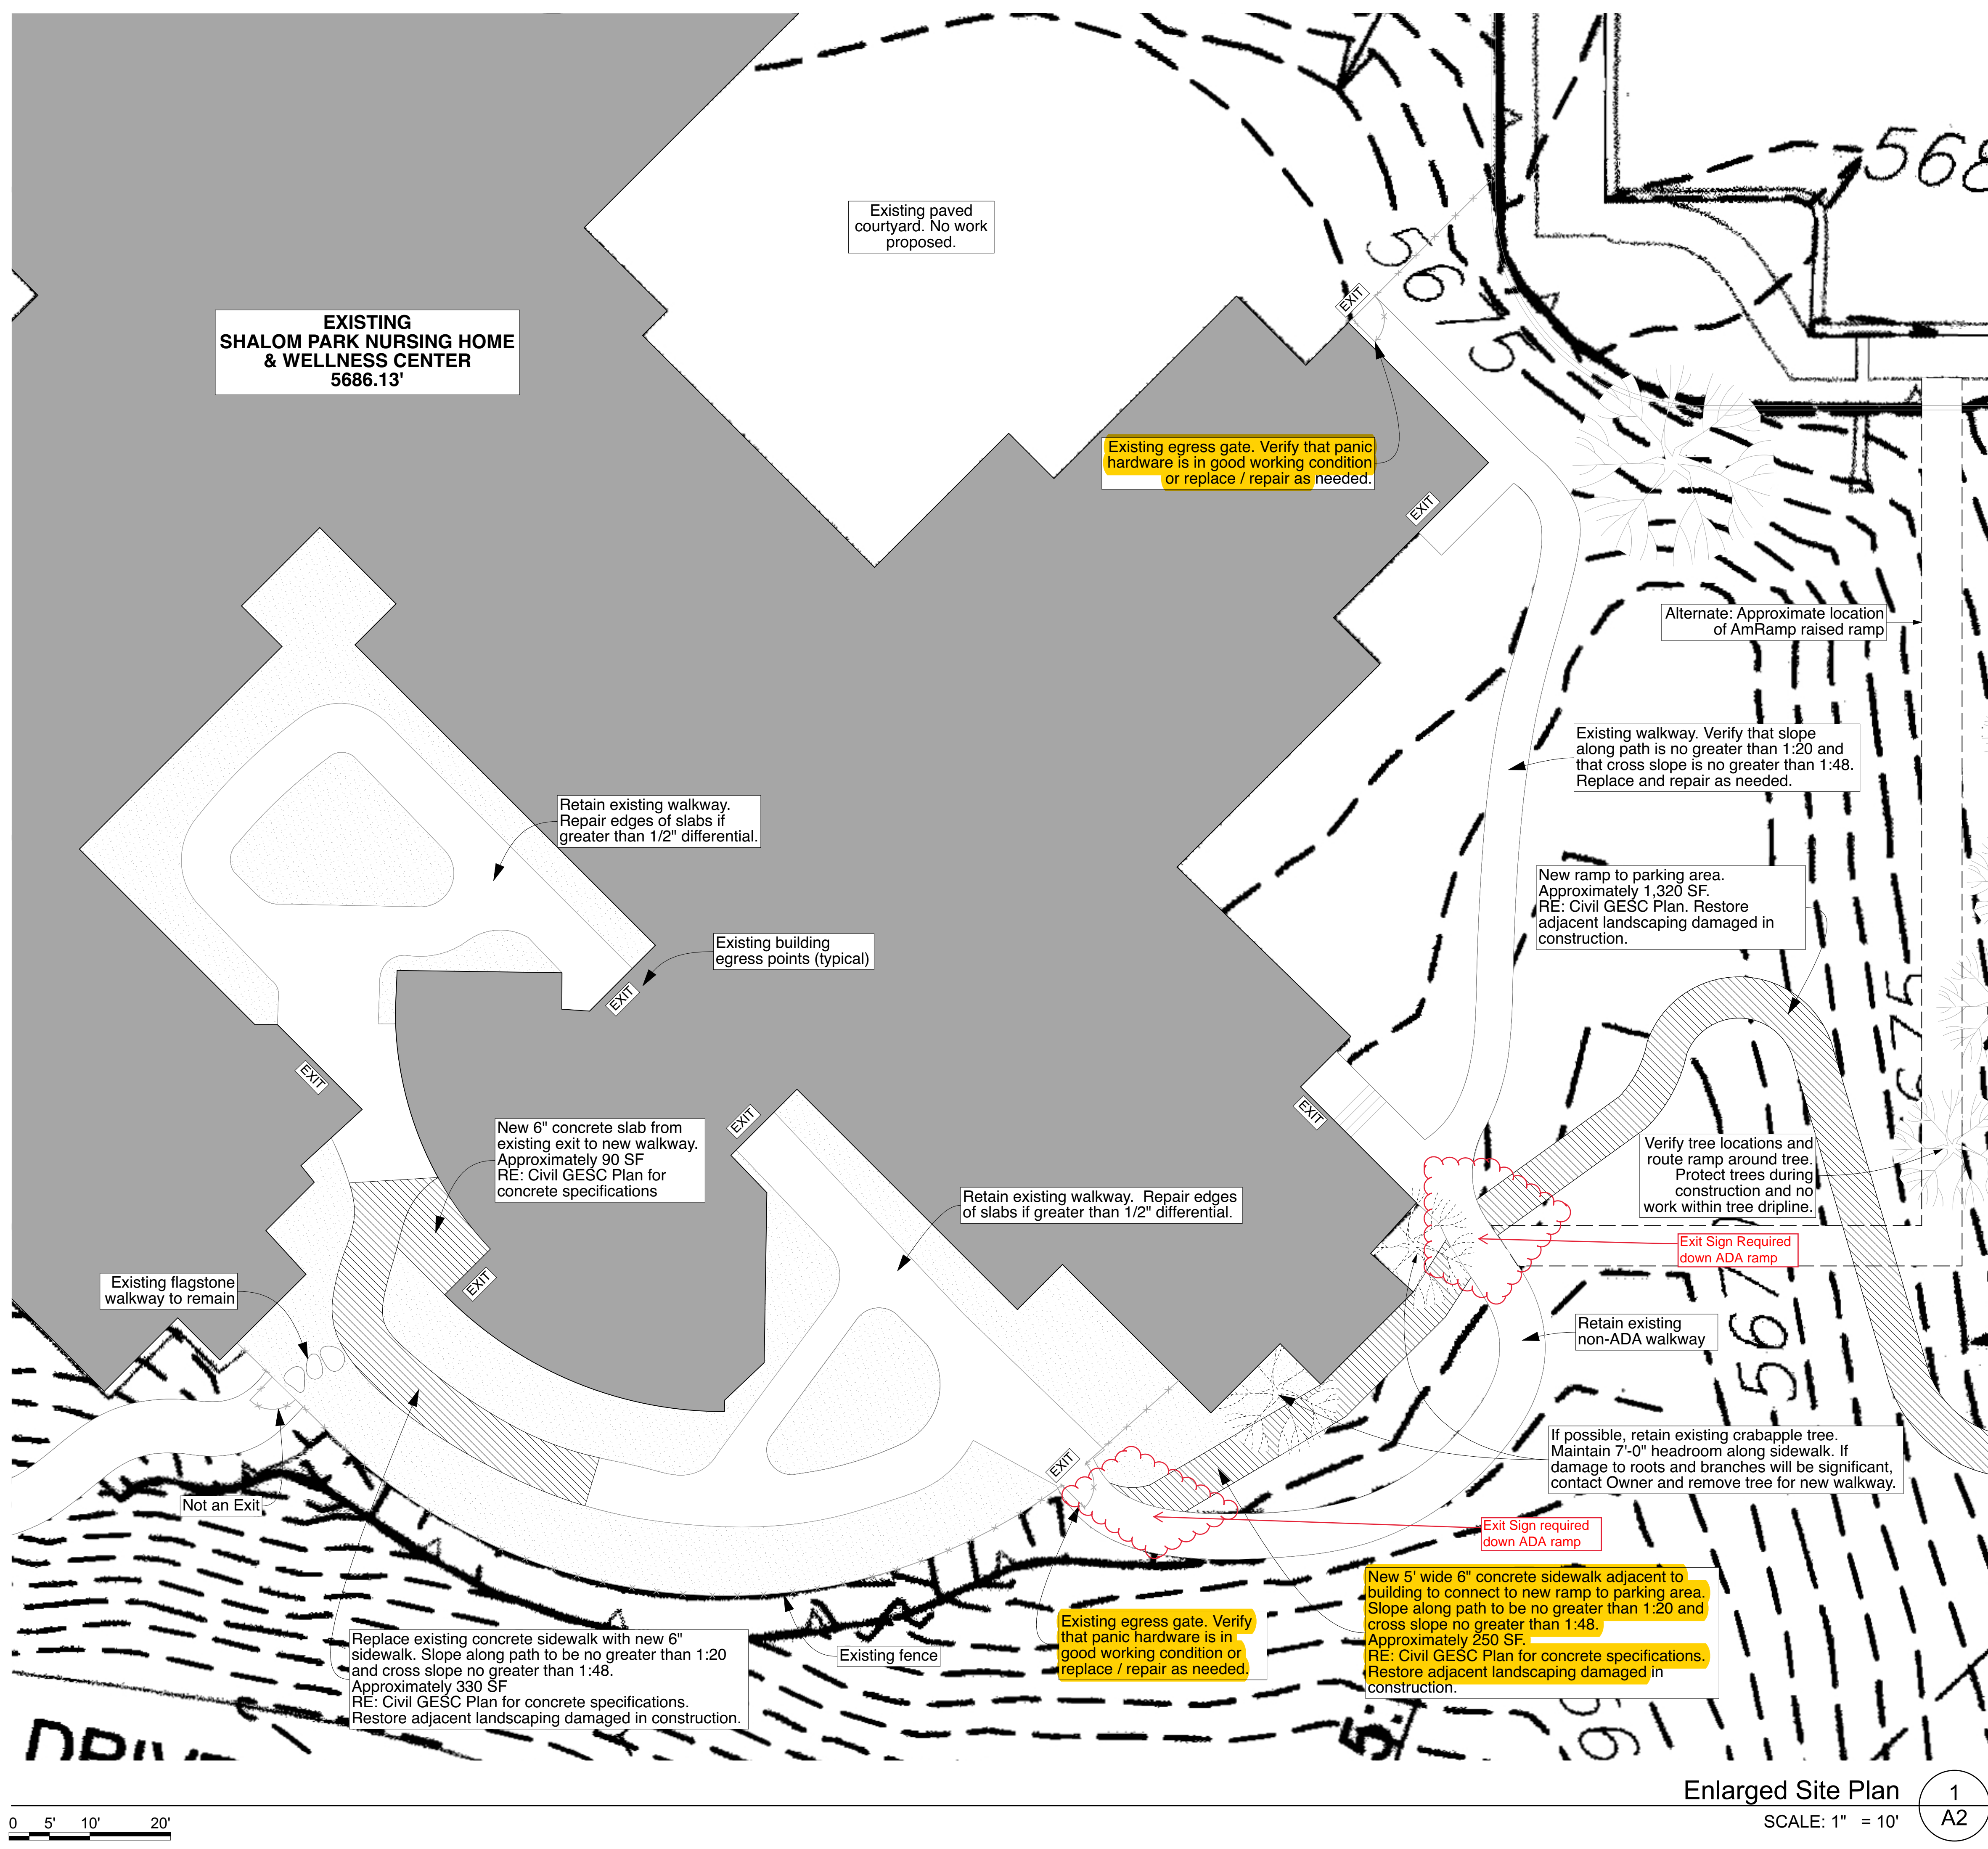 568
5675
Existing paved
courtyard. No work
proposed.
EXIT
EXISTING
SHALOM PARK NURSING HOME
& WELLNESS CENTER
5686.13'
Existing egress gate. Verify that panic
hardware is in good working condition
or replace / repair as needed.
EXIT
Alternate: Approximate location
of AmRamp raised ramp
Existing walkway. Verify that slope
along path is no greater than 1:20 and
that cross slope is no greater than 1:48.
Replace and repair as needed.
Retain existing walkway.
Repair edges of slabs if
greater than 1/2" differential.
New ramp to parking area.
Approximately 1,320 SF.
RE: Civil GESC Plan. Restore
adjacent landscaping damaged in
construction.
Existing building
egress points (typical)
EXIT
5675
EXIT
EXIT
EXIT
New 6" concrete slab from
existing exit to new walkway.
Approximately 90 SF
RE: Civil GESC Plan for
concrete specifications
Verify tree locations and
route ramp around tree.
Protect trees during
construction and no
work within tree dripline.
Retain existing walkway.  Repair edges
of slabs if greater than 1/2" differential.
Exit Sign Required
down ADA ramp
Existing flagstone
walkway to remain
EXIT
567
Retain existing
non-ADA walkway
If possible, retain existing crabapple tree.
Maintain 7'-0" headroom along sidewalk. If
damage to roots and branches will be significant,
contact Owner and remove tree for new walkway.
EXIT
Not an Exit
Exit Sign required
down ADA ramp
New 5' wide 6" concrete sidewalk adjacent to
building to connect to new ramp to parking area.
Slope along path to be no greater than 1:20 and
cross slope no greater than 1:48.
Approximately 250 SF.
RE: Civil GESC Plan for concrete specifications.
Restore adjacent landscaping damaged in
construction.
Existing egress gate. Verify
that panic hardware is in
good working condition or
replace / repair as needed.
Existing fence
Replace existing concrete sidewalk with new 6"
sidewalk. Slope along path to be no greater than 1:20
and cross slope no greater than 1:48.
Approximately 330 SF
RE: Civil GESC Plan for concrete specifications.
Restore adjacent landscaping damaged in construction.
Enlarged Site Plan
1
A2
SCALE: 1"   = 10'
0 5' 10' 20'